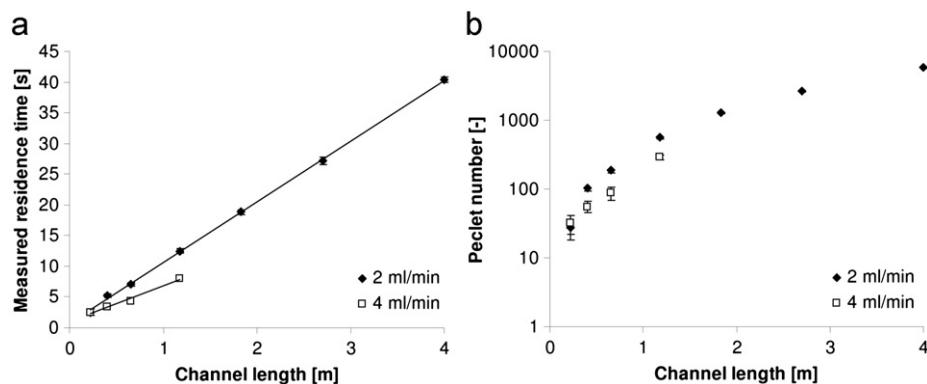 a
Measured residence time [s]
45
40
35
30
25
20
15
10
5
0
0 1 2 3 4
Channel length [m]
2 ml/min
4 ml/min
b
Peclet number [-]
10000
1000
100
10
1
0 1 2 3 4
Channel length [m]
2 ml/min
4 ml/min